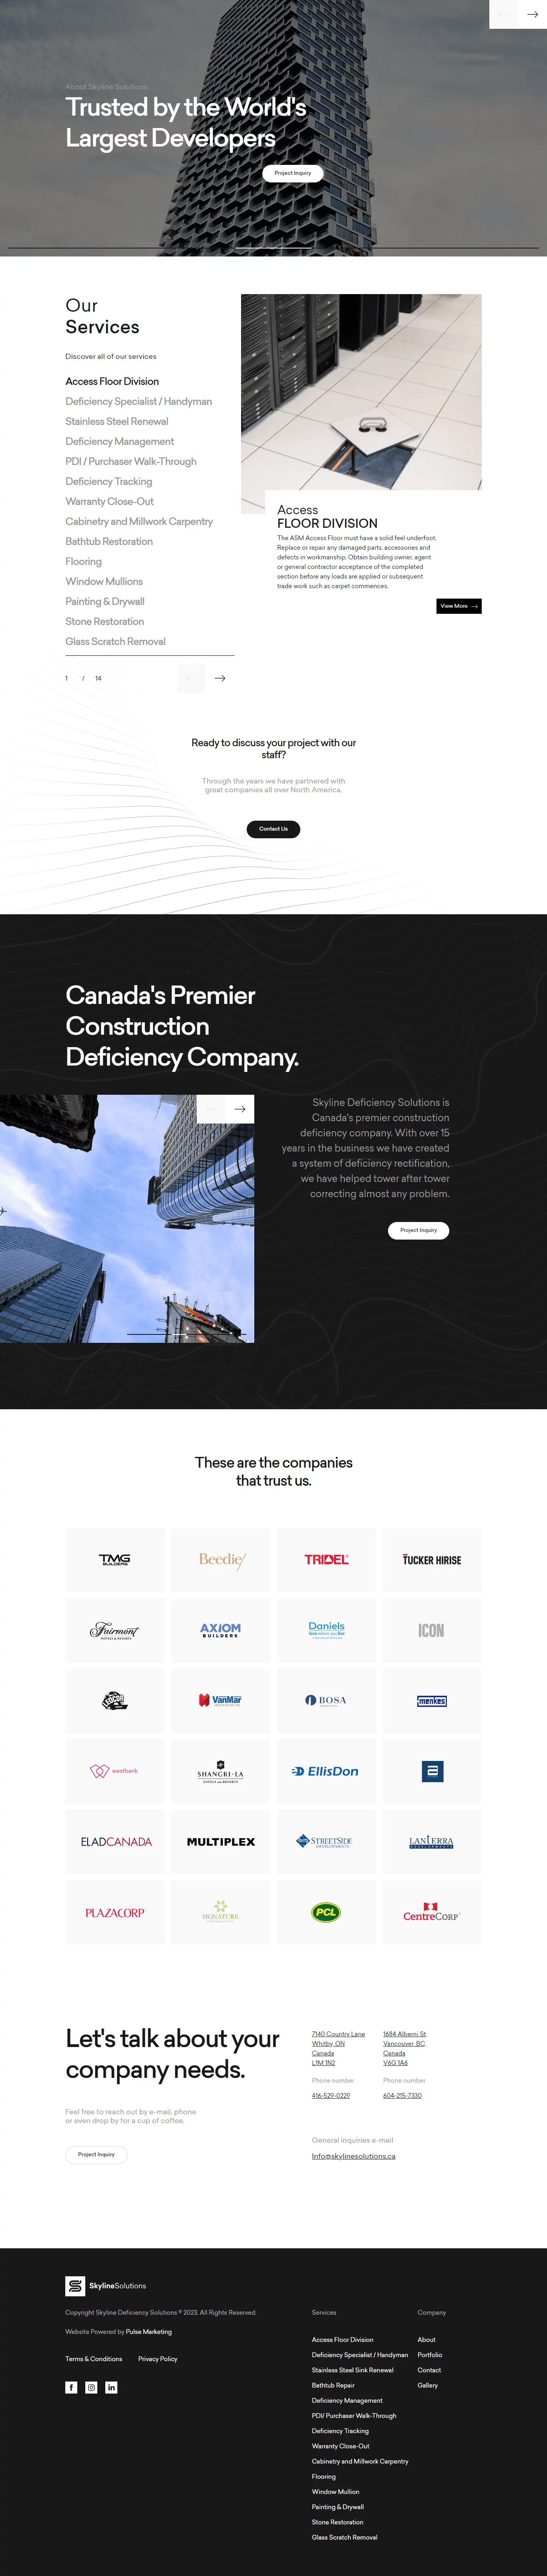 About Skyline Solutions
Trusted by the World's
Largest Developers
Project Inquiry
Our
Services
Discover all of our services
Access Floor Division
Deficiency Specialist / Handyman
Stainless Steel Renewal
Deficiency Management
PDI / Purchaser Walk-Through
Deficiency Tracking
Warranty Close-Out
Cabinetry and Millwork Carpentry
Bathtub Restoration
Flooring
Window Mullions
Painting & Drywall
Stone Restoration
Glass Scratch Removal
1 / 14
Access
FLOOR DIVISION
The ASM Access Floor must have a solid feel underfoot.
Replace or repair any damaged parts, accessories and
defects in workmanship. Obtain building owner, agent
or general contractor acceptance of the completed
section before any loads are applied or subsequent
trade work such as carpet commences.
View More
Ready to discuss your project with our
staff?
Through the years we have partnered with
great companies all over North America.
Contact Us
Canada's Premier
Construction
Deficiency Company.
Skyline Deficiency Solutions is
Canada's premier construction
deficiency company. With over 15
years in the business we have created
a system of deficiency rectification,
we have helped tower after tower
correcting almost any problem.
Project Inquiry
These are the companies
that trust us.
TMG
BUILDERS
Beedie/
TRIDEL
TUCKER HIRISE
Fairmont
HOTELS & RESORTS
AXIOM
BUILDERS
Daniels
love where you live
ICON
VanMar
BOSA
menkes
westbank
SHANGRI-LA
HOTELS and RESORTS
EllisDon
ELADCANADA
MULTIPLEX
STREETSIDE
DEVELOPMENTS
LANTERRA
DEVELOPMENTS
PLAZACORP
SIGNATURE
PCL
CENTRECORP
Let's talk about your
company needs.
Feel free to reach out by e-mail, phone
or even drop by for a cup of coffee.
Project Inquiry
7140 Country Lane
Whitby, ON
Canada
L1M 1N2
Phone number
416-529-0229
1684 Alberni St,
Vancouver, BC,
Canada
V6G 1A6
Phone number
604-215-7330
General inquiries e-mail
Info@skylinesolutions.ca
SkylineSolutions
Copyright Skyline Deficiency Solutions © 2023. All Rights Reserved.
Website Powered by Pulse Marketing
Terms & Conditions
Privacy Policy
Services
Access Floor Division
Deficiency Specialist / Handyman
Stainless Steel Sink Renewal
Bathtub Repair
Deficiency Management
PDI/ Purchaser Walk-Through
Deficiency Tracking
Warranty Close-Out
Cabinetry and Millwork Carpentry
Flooring
Window Mullion
Painting & Drywall
Stone Restoration
Glass Scratch Removal
Company
About
Portfolio
Contact
Gallery